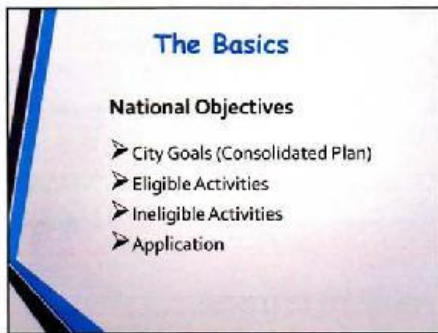 The Basics
National Objectives
➢ City Goals (Consolidated Plan)
➢ Eligible Activities
➢ Ineligible Activities
➢ Application